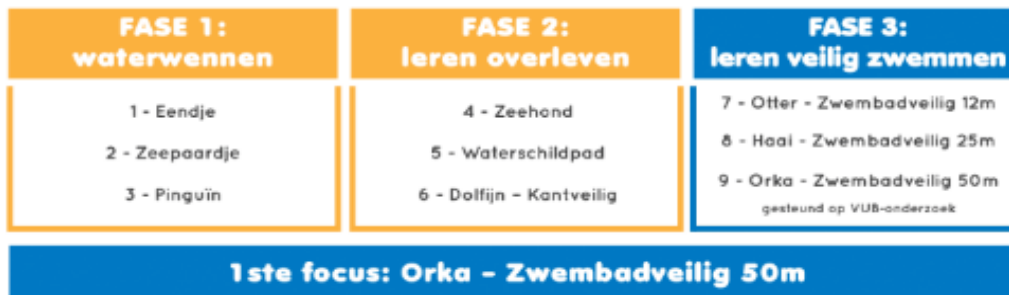 FASE 1:
waterwennen
1 - Eendje
2 - Zeepaardje
3 - Pinguïn
FASE 2:
leren overleven
4 - Zeehond
5 - Waterschildpad
6 - Dolfijn – Kantveilig
FASE 3:
leren veilig zwemmen
7 - Otter - Zwembadveilig 12m
8 - Haai - Zwembadveilig 25m
9 - Orka - Zwembadveilig 50m
gesteund op VUB-onderzoek
1ste focus: Orka – Zwembadveilig 50m